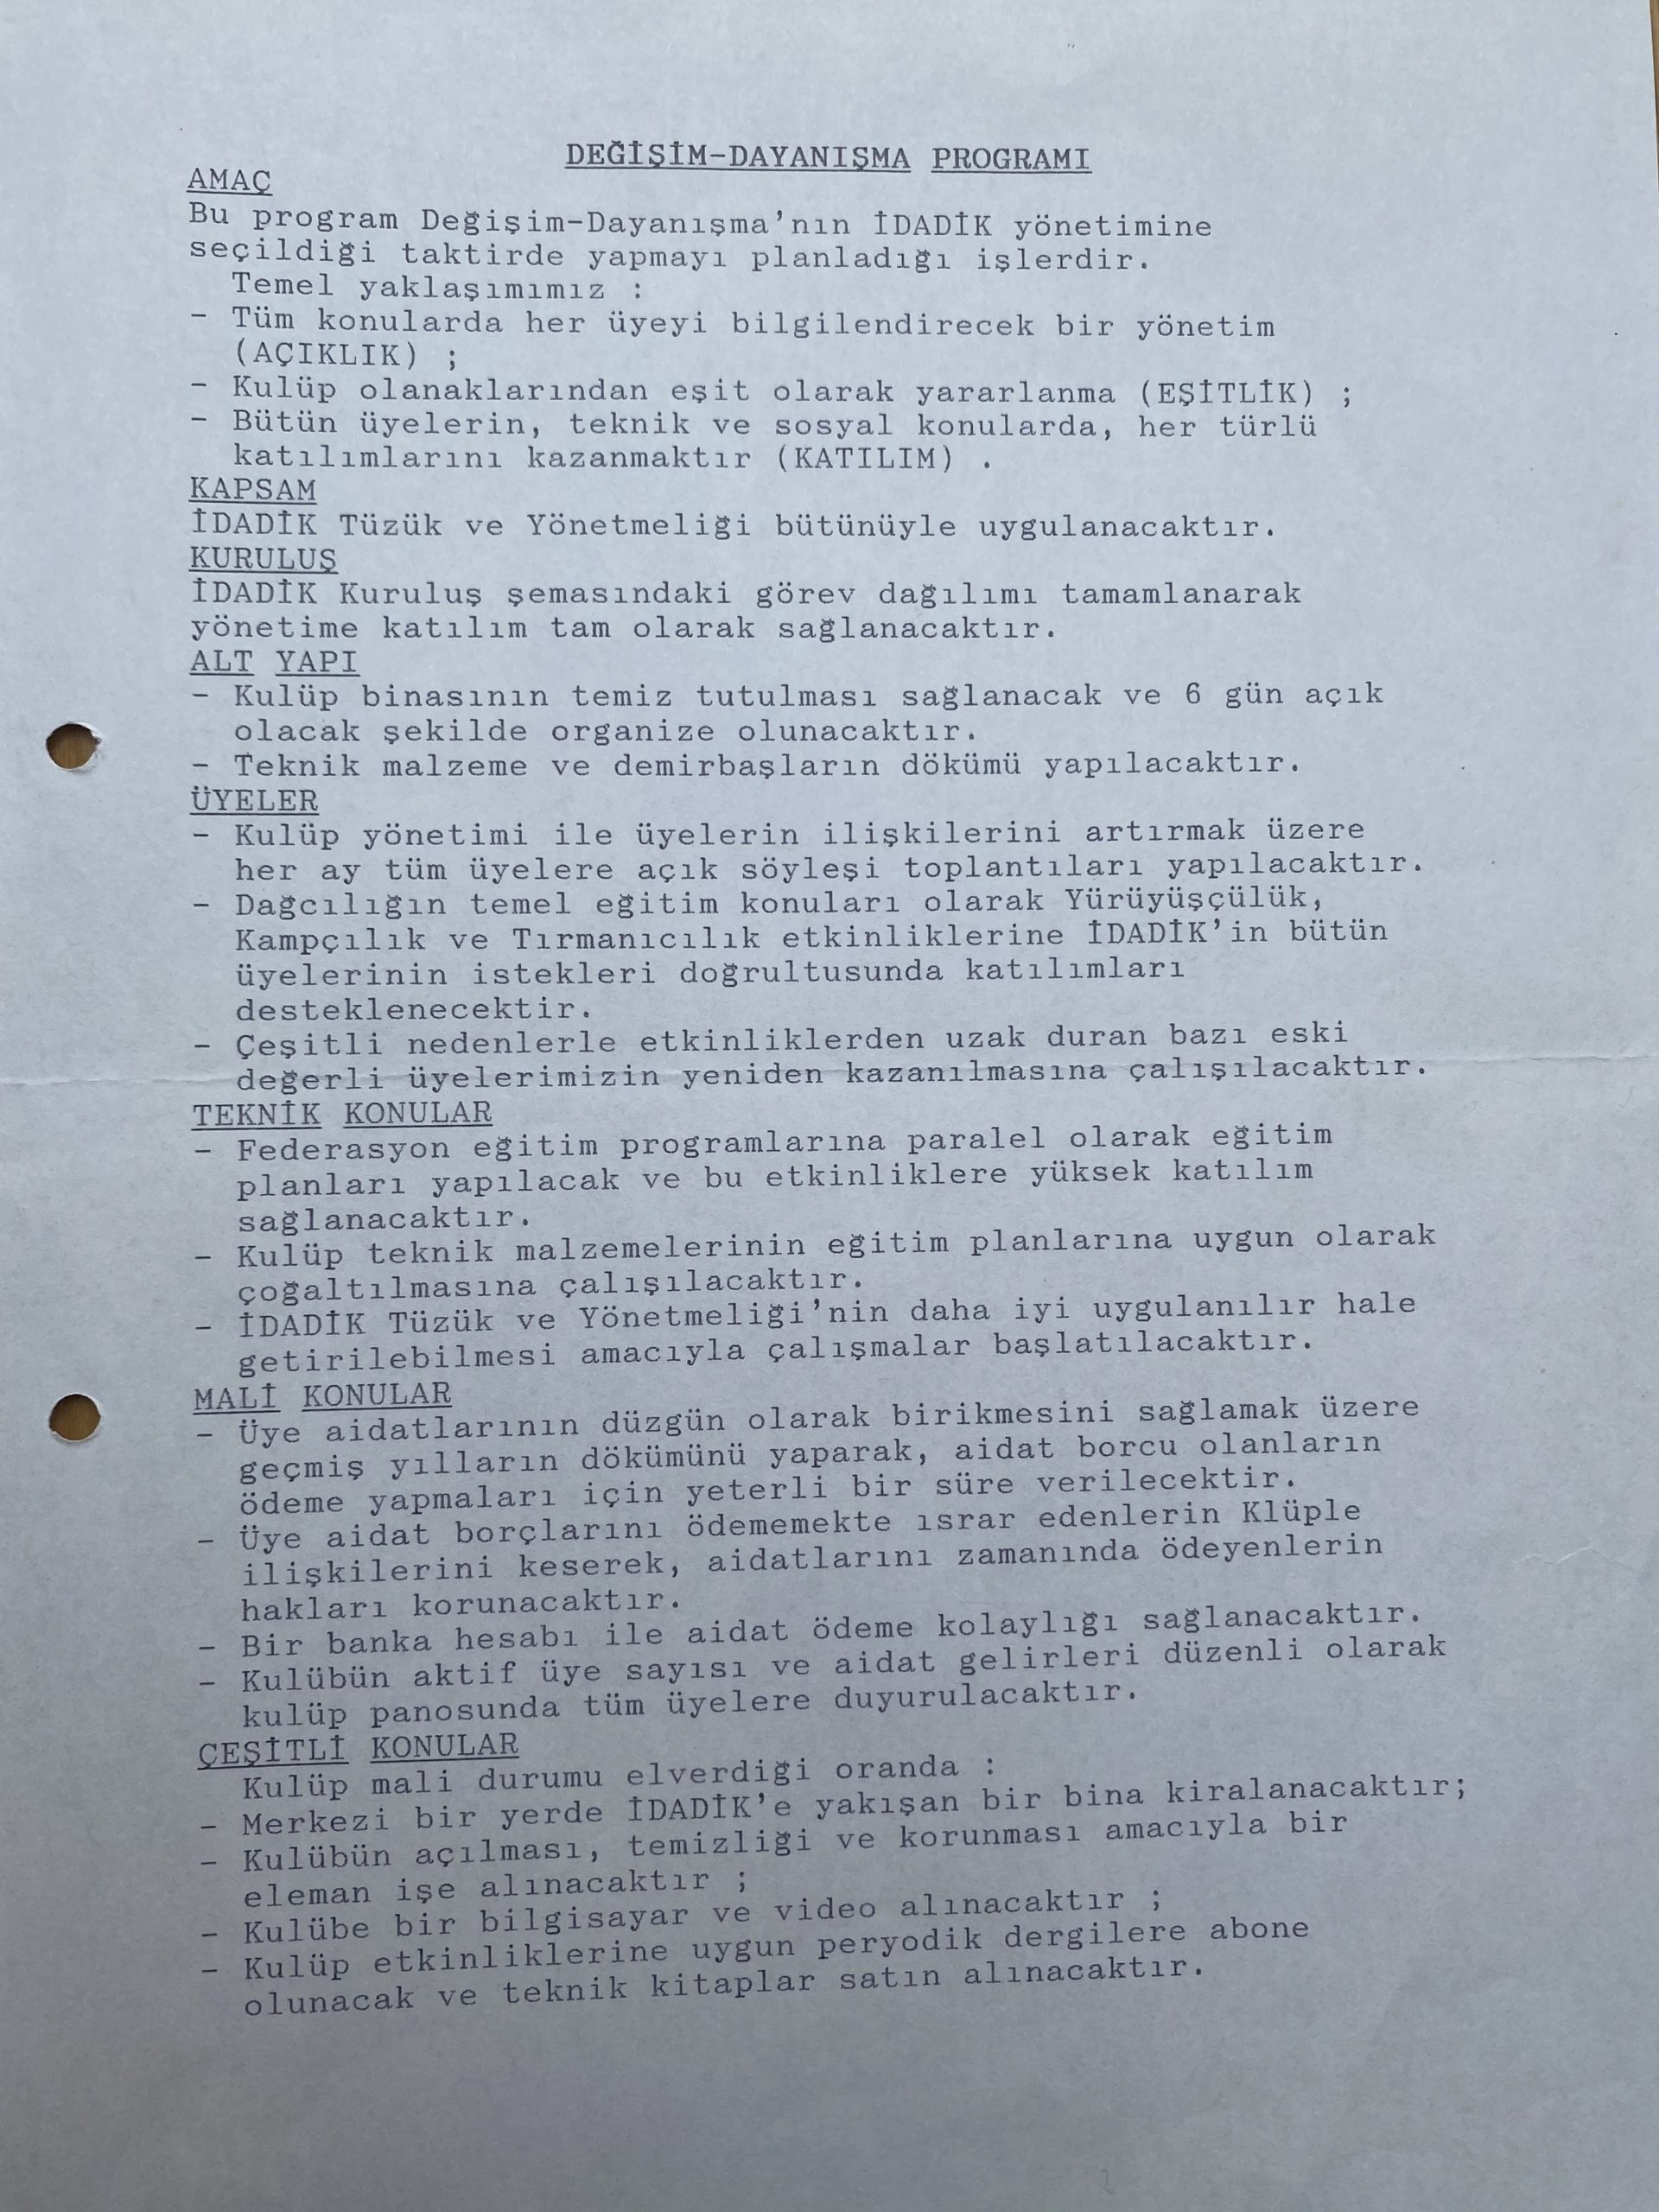 DEĞİŞİM-DAYANIŞMA PROGRAMI
AMAÇ
Bu program Değişim-Dayanışma'nın İDADİK yönetimine
seçildiği taktirde yapmayı planladığı işlerdir.
Temel yaklaşımımız :
- Tüm konularda her üyeyi bilgilendirecek bir yönetim
(AÇIKLIK) ;
- Kulüp olanaklarından eşit olarak yararlanma (EŞİTLİK) ;
- Bütün üyelerin, teknik ve sosyal konularda, her türlü
katılımlarını kazanmaktır (KATILIM) .
KAPSAM
İDADİK Tüzük ve Yönetmeliği bütünüyle uygulanacaktır.
KURULUŞ
İDADİK Kuruluş şemasındaki görev dağılımı tamamlanarak
yönetime katılım tam olarak sağlanacaktır.
ALT YAPI
- Kulüp binasının temiz tutulması sağlanacak ve 6 gün açık
olacak şekilde organize olunacaktır.
- Teknik malzeme ve demirbaşların dökümü yapılacaktır.
ÜYELER
- Kulüp yönetimi ile üyelerin ilişkilerini artırmak üzere
her ay tüm üyelere açık söyleşi toplantıları yapılacaktır.
- Dağcılığın temel eğitim konuları olarak Yürüyüşçülük,
Kampçılık ve Tırmanıcılık etkinliklerine İDADİK'in bütün
üyelerinin istekleri doğrultusunda katılımları
desteklenecektir.
- Çeşitli nedenlerle etkinliklerden uzak duran bazı eski
değerli üyelerimizin yeniden kazanılmasına çalışılacaktır.
TEKNİK KONULAR
- Federasyon eğitim programlarına paralel olarak eğitim
planları yapılacak ve bu etkinliklere yüksek katılım
sağlanacaktır.
- Kulüp teknik malzemelerinin eğitim planlarına uygun olarak
çoğaltılmasına çalışılacaktır.
- İDADİK Tüzük ve Yönetmeliği'nin daha iyi uygulanılır hale
getirilebilmesi amacıyla çalışmalar başlatılacaktır.
MALİ KONULAR
- Üye aidatlarının düzgün olarak birikmesini sağlamak üzere
geçmiş yılların dökümünü yaparak, aidat borcu olanların
ödeme yapmaları için yeterli bir süre verilecektir.
- Üye aidat borçlarını ödememekte ısrar edenlerin Klüple
ilişkilerini keserek, aidatlarını zamanında ödeyenlerin
hakları korunacaktır.
- Bir banka hesabı ile aidat ödeme kolaylığı sağlanacaktır.
- Kulübün aktif üye sayısı ve aidat gelirleri düzenli olarak
kulüp panosunda tüm üyelere duyurulacaktır.
ÇEŞİTLİ KONULAR
Kulüp mali durumu elverdiği oranda :
- Merkezi bir yerde İDADİK'e yakışan bir bina kiralanacaktır;
- Kulübün açılması, temizliği ve korunması amacıyla bir
eleman işe alınacaktır ;
- Kulübe bir bilgisayar ve video alınacaktır ;
- Kulüp etkinliklerine uygun peryodik dergilere abone
olunacak ve teknik kitaplar satın alınacaktır.